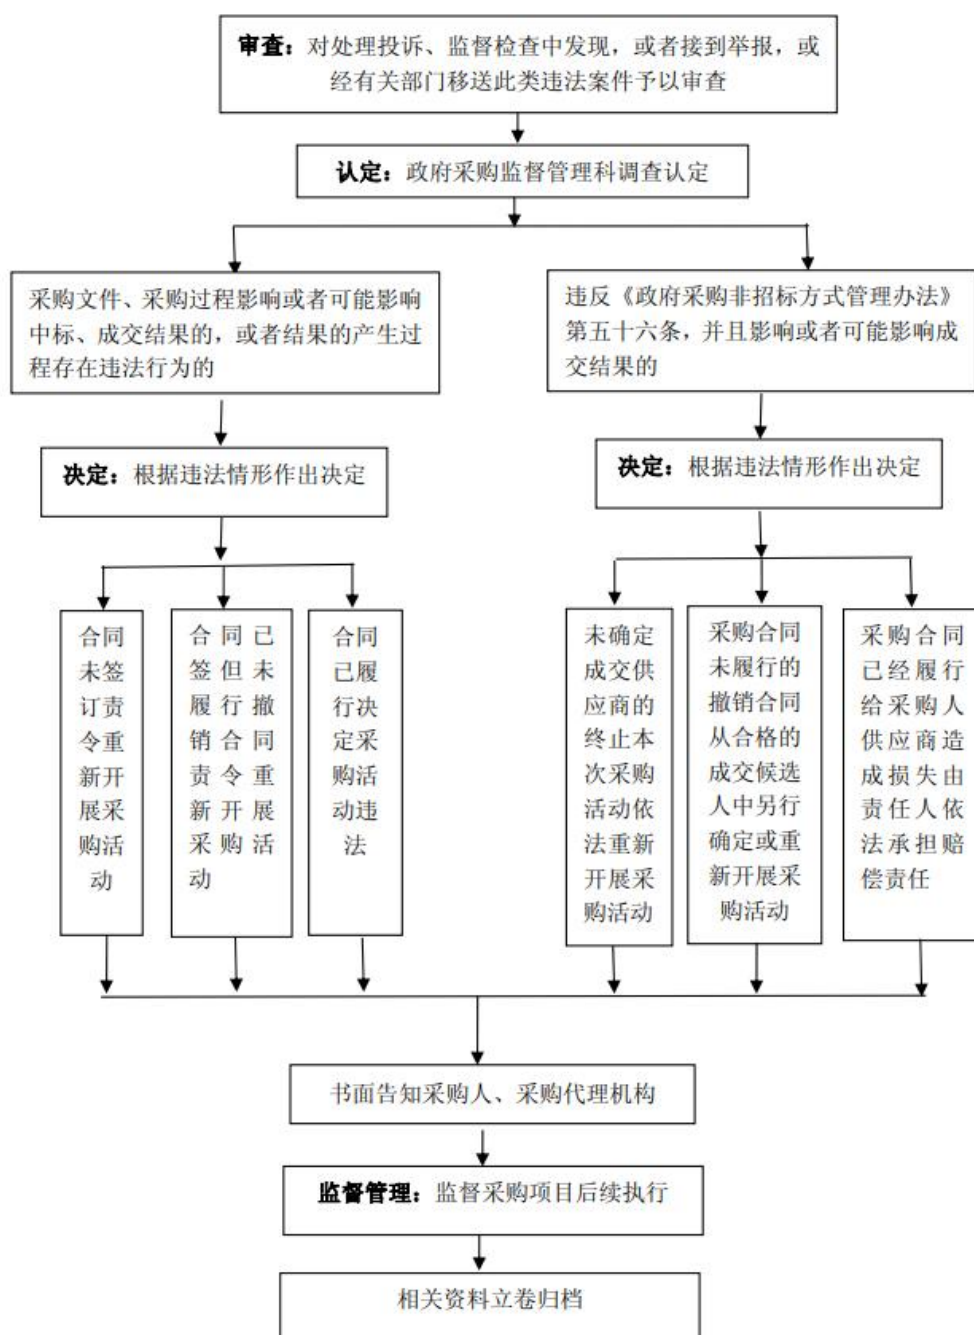 审查：对处理投诉、监督检查中发现，或者接到举报，或
经有关部门移送此类违法案件予以审查
认定：政府采购监督管理科调查认定
采购文件、采购过程影响或者可能影响
中标、成交结果的，或者结果的产生过
程存在违法行为的
违反《政府采购非招标方式管理办法》
第五十六条，并且影响或者可能影响成
交结果的
决定：根据违法情形作出决定
决定：根据违法情形作出决定
合同
未签
订责
令重
新开
展采
购活
动
合同已
签但未
履行撤
销合同
责令重
新开展
采购活
动
合同
已履
行决
定采
购活
动违
法
未确定
成交供
应商的
终止本
次采购
活动依
法重新
开展采
购活动
采购合同
未履行的
撤销合同
从合格的
成交候选
人中另行
确定或重
新开展采
购活动
采购合同
已经履行
给采购人
供应商造
成损失由
责任人依
法承担赔
偿责任
书面告知采购人、采购代理机构
监督管理：监督采购项目后续执行
相关资料立卷归档